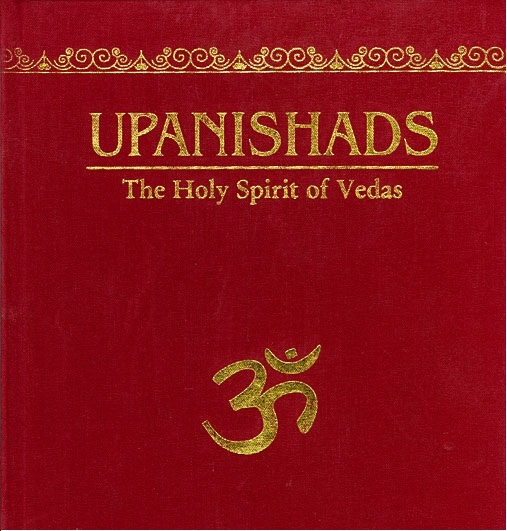 UPANISHADS
The Holy Spirit of Vedas
ॐ